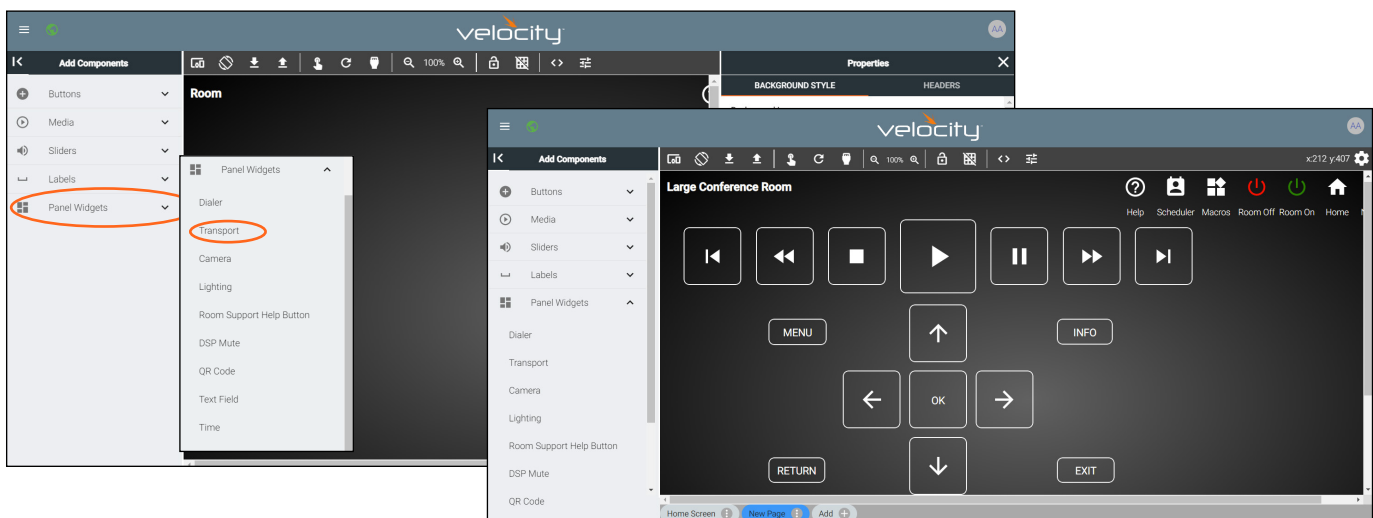 velocity
AA
Add Components
100%
Properties
Buttons
Media
Sliders
Labels
Panel Widgets
Room
BACKGROUND STYLE
HEADERS
Panel Widgets
Dialer
Transport
Camera
Lighting
Room Support Help Button
DSP Mute
QR Code
Text Field
Time
velocity
AA
Add Components
100%
x:212 y:407
Buttons
Media
Sliders
Labels
Panel Widgets
Dialer
Transport
Camera
Lighting
Room Support Help Button
DSP Mute
QR Code
Large Conference Room
Help
Scheduler
Macros
Room Off
Room On
Home
MENU
INFO
OK
RETURN
EXIT
Home Screen
New Page
Add